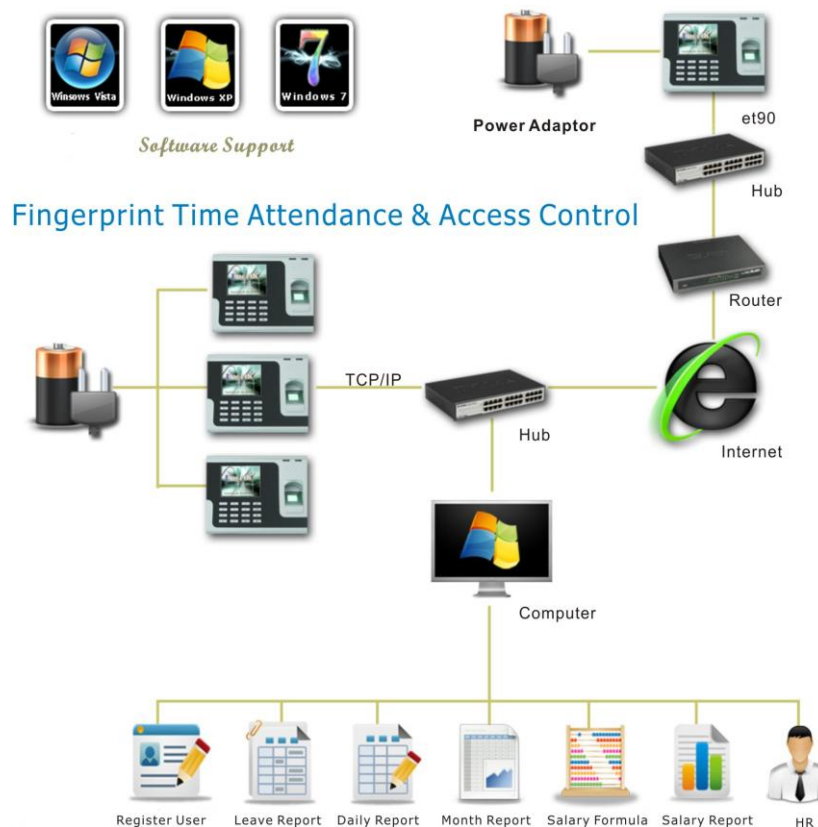 Winsows Vista
Windows XP
Windows 7
Software Support
Power Adaptor
et90
Hub
Fingerprint Time Attendance & Access Control
Router
TCP/IP
Hub
Internet
Computer
Register User
Leave Report
Daily Report
Month Report
Salary Formula
Salary Report
HR